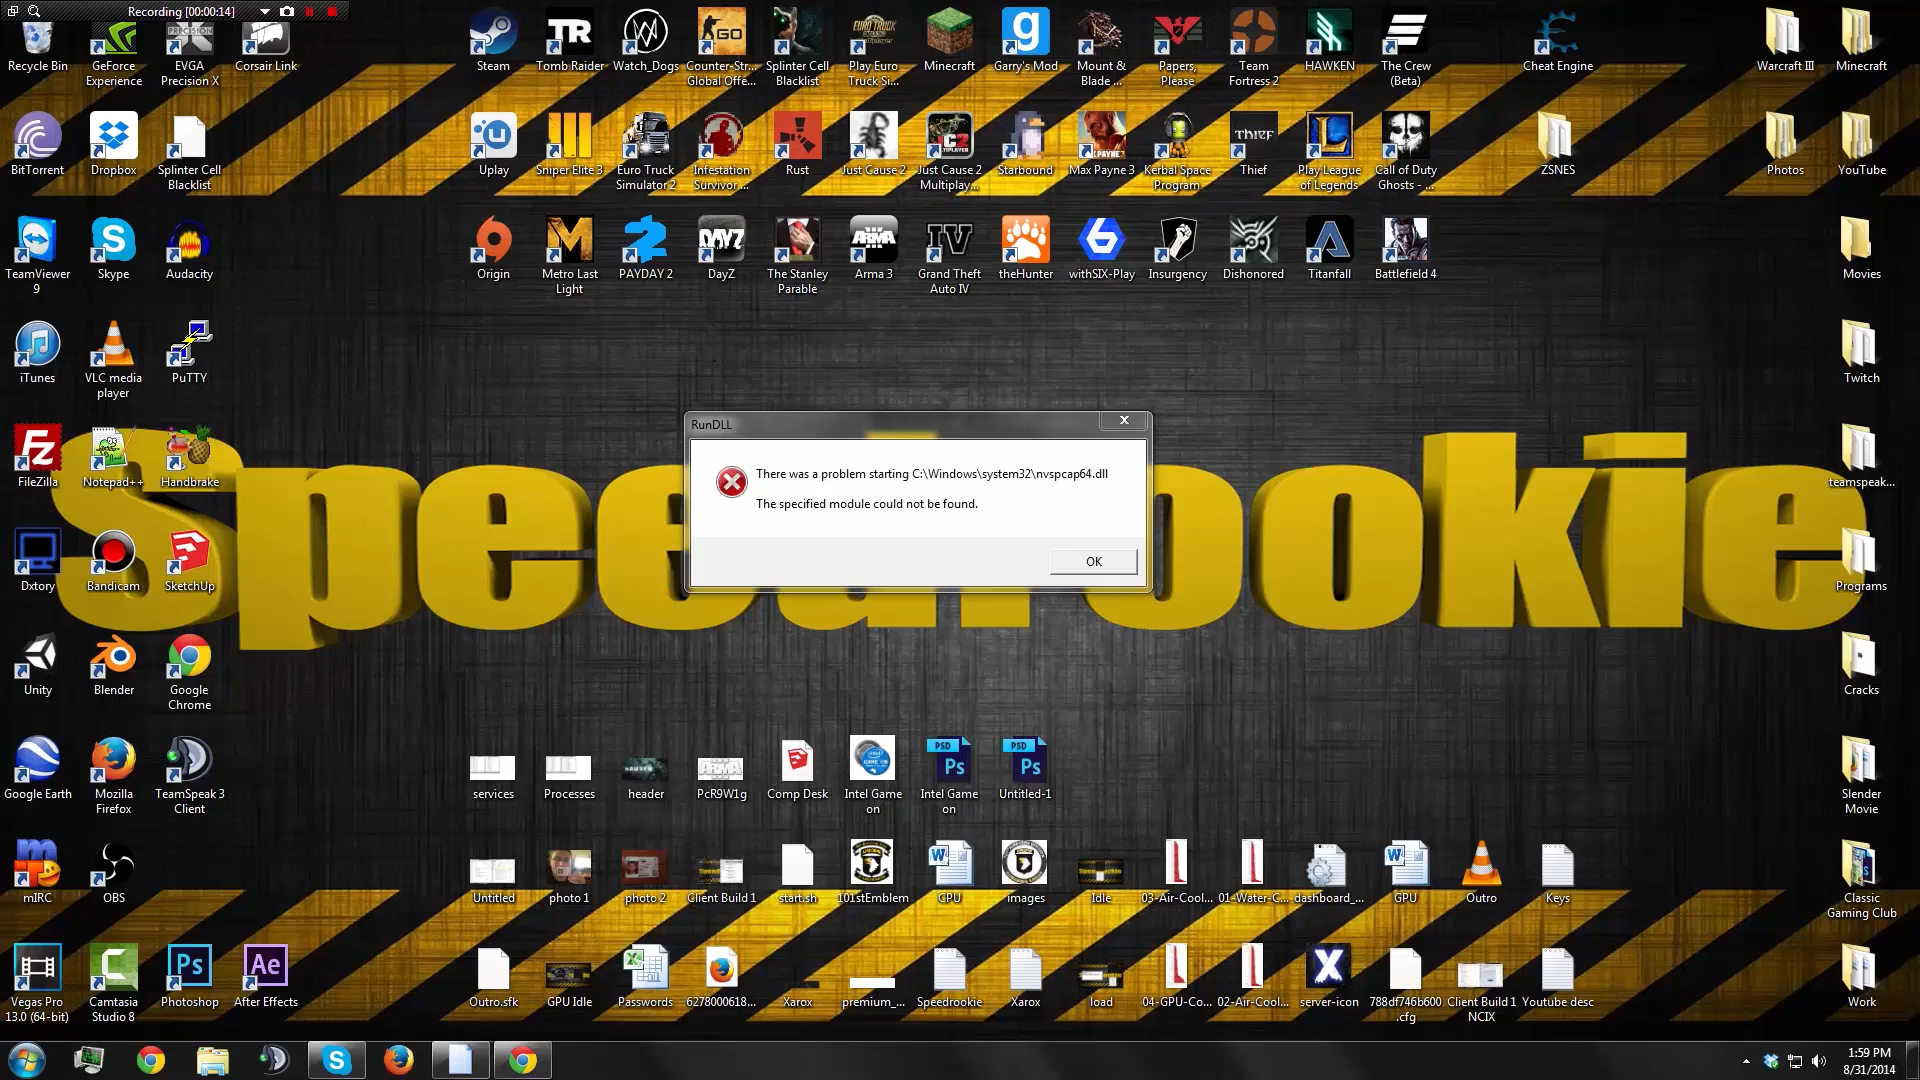 Recording [00:00:14]
Recycle Bin
GeForce
Experience
EVGA
Precision X
Corsair Link
Steam
Tomb Raider
Watch_Dogs
Counter-Str...
Global Offe...
Splinter Cell
Blacklist
Play Euro
Truck Si...
Minecraft
Garry's Mod
Mount &
Blade ...
Papers,
Please
Team
Fortress 2
HAWKEN
The Crew
(Beta)
Cheat Engine
Warcraft III
Minecraft
BitTorrent
Dropbox
Splinter Cell
Blacklist
Uplay
Sniper Elite 3
Euro Truck
Simulator 2
Infestation
Survivor ...
Rust
Just Cause 2
Just Cause 2
Multiplay...
Starbound
Max Payne 3
Kerbal Space
Program
Thief
Play League
of Legends
Call of Duty
Ghosts - ...
ZSNES
Photos
YouTube
TeamViewer
9
Skype
Audacity
Origin
Metro Last
Light
PAYDAY 2
DayZ
The Stanley
Parable
Arma 3
Grand Theft
Auto IV
theHunter
withSIX-Play
Insurgency
Dishonored
Titanfall
Battlefield 4
Movies
iTunes
VLC media
player
PuTTY
Twitch
RunDLL
There was a problem starting C:\Windows\system32\nvspcap64.dll
The specified module could not be found.
OK
FileZilla
Notepad++
Handbrake
teamspeak...
Dxtory
Bandicam
SketchUp
Programs
Unity
Blender
Google
Chrome
Cracks
Google Earth
Mozilla
Firefox
TeamSpeak 3
Client
services
Processes
header
PcR9W1g
Comp Desk
Intel Game
on
Intel Game
on
Untitled-1
Slender
Movie
mIRC
OBS
Untitled
photo 1
photo 2
Client Build 1
start.sh
101stEmblem
CPU
images
Idle
03-Air-Cool...
01-Water-C...
dashboard_...
GPU
Outro
Keys
Classic
Gaming Club
Vegas Pro
13.0 (64-bit)
Camtasia
Studio 8
Photoshop
After Effects
Outro.sfk
GPU Idle
Passwords
6278000618...
Xarox
premium_...
Speedrookie
Xarox
load
04-GPU-Co...
02-Air-Cool...
server-icon
788df746b600
.cfg
Client Build 1
NCIX
Youtube desc
Work
1:59 PM
8/31/2014